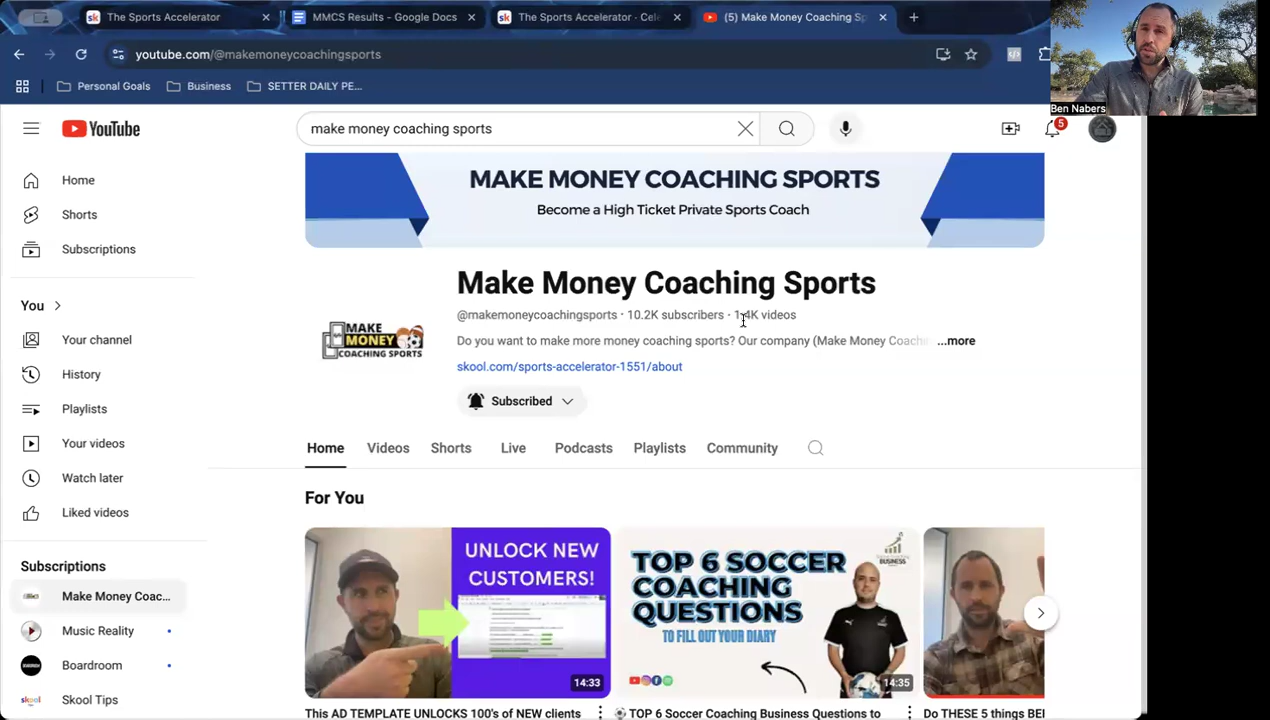 The Sports Accelerator
MMCS Results - Google Docs
The Sports Accelerator · Cele
(5) Make Money Coaching Sp
youtube.com/@makemoneycoachingsports
Personal Goals
Business
SETTER DAILY PE...
Ben Nabers
YouTube
make money coaching sports
5
Home
Shorts
Subscriptions
You
Your channel
History
Playlists
Your videos
Watch later
Liked videos
Subscriptions
Make Money Coac...
Music Reality
Boardroom
Skool Tips
MAKE MONEY COACHING SPORTS
Become a High Ticket Private Sports Coach
MAKE
MONEY
COACHING SPORTS
Make Money Coaching Sports
@makemoneycoachingsports · 10.2K subscribers · 1.4K videos
Do you want to make more money coaching sports? Our company (Make Money Coache ...more
skool.com/sports-accelerator-1551/about
Subscribed
Home Videos Shorts Live Podcasts Playlists Community
For You
UNLOCK NEW
CUSTOMERS!
14:33
This AD TEMPLATE UNLOCKS 100's of NEW clients
TOP 6 SOCCER
COACHING
QUESTIONS
TO FILL OUT YOUR DIARY
14:35
TOP 6 Soccer Coaching Business Questions to
Do THESE 5 things BEI